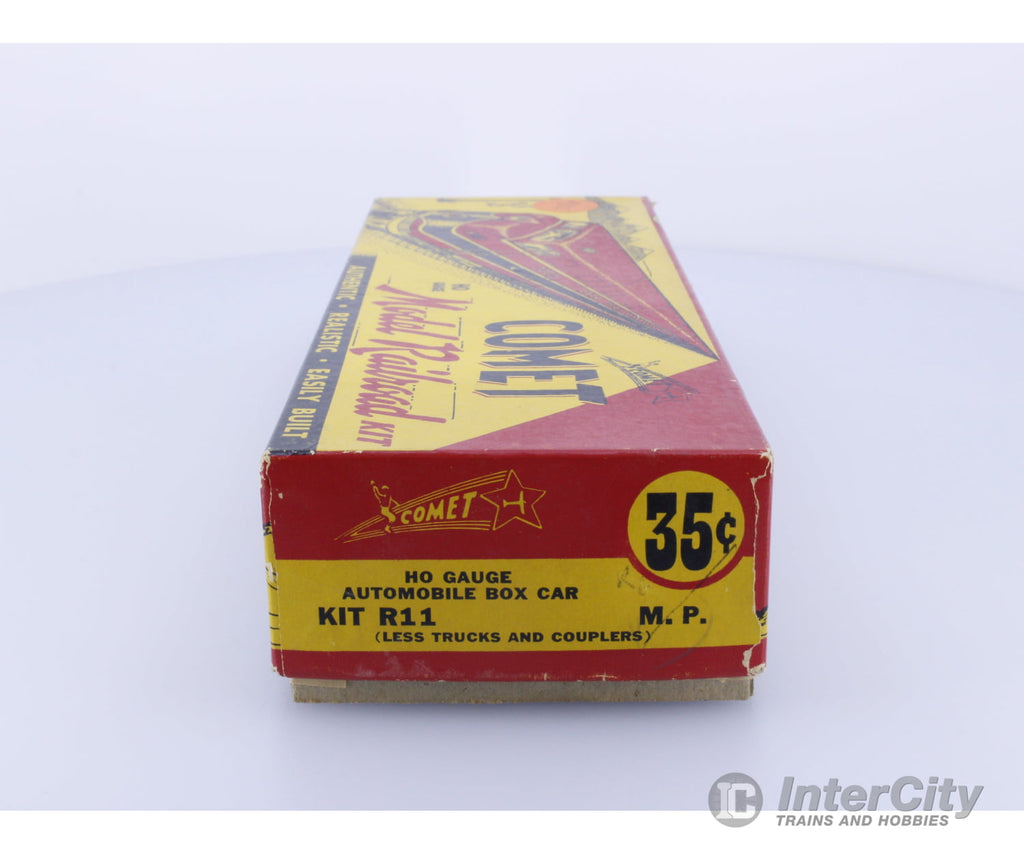 HO
COMET
Model Railroad KIT
AUTHENTIC • REALISTIC • EASILY BUILT
COMET
35¢
HO GAUGE
AUTOMOBILE BOX CAR
KIT R11 M. P.
(LESS TRUCKS AND COUPLERS)
InterCity
TRAINS AND HOBBIES